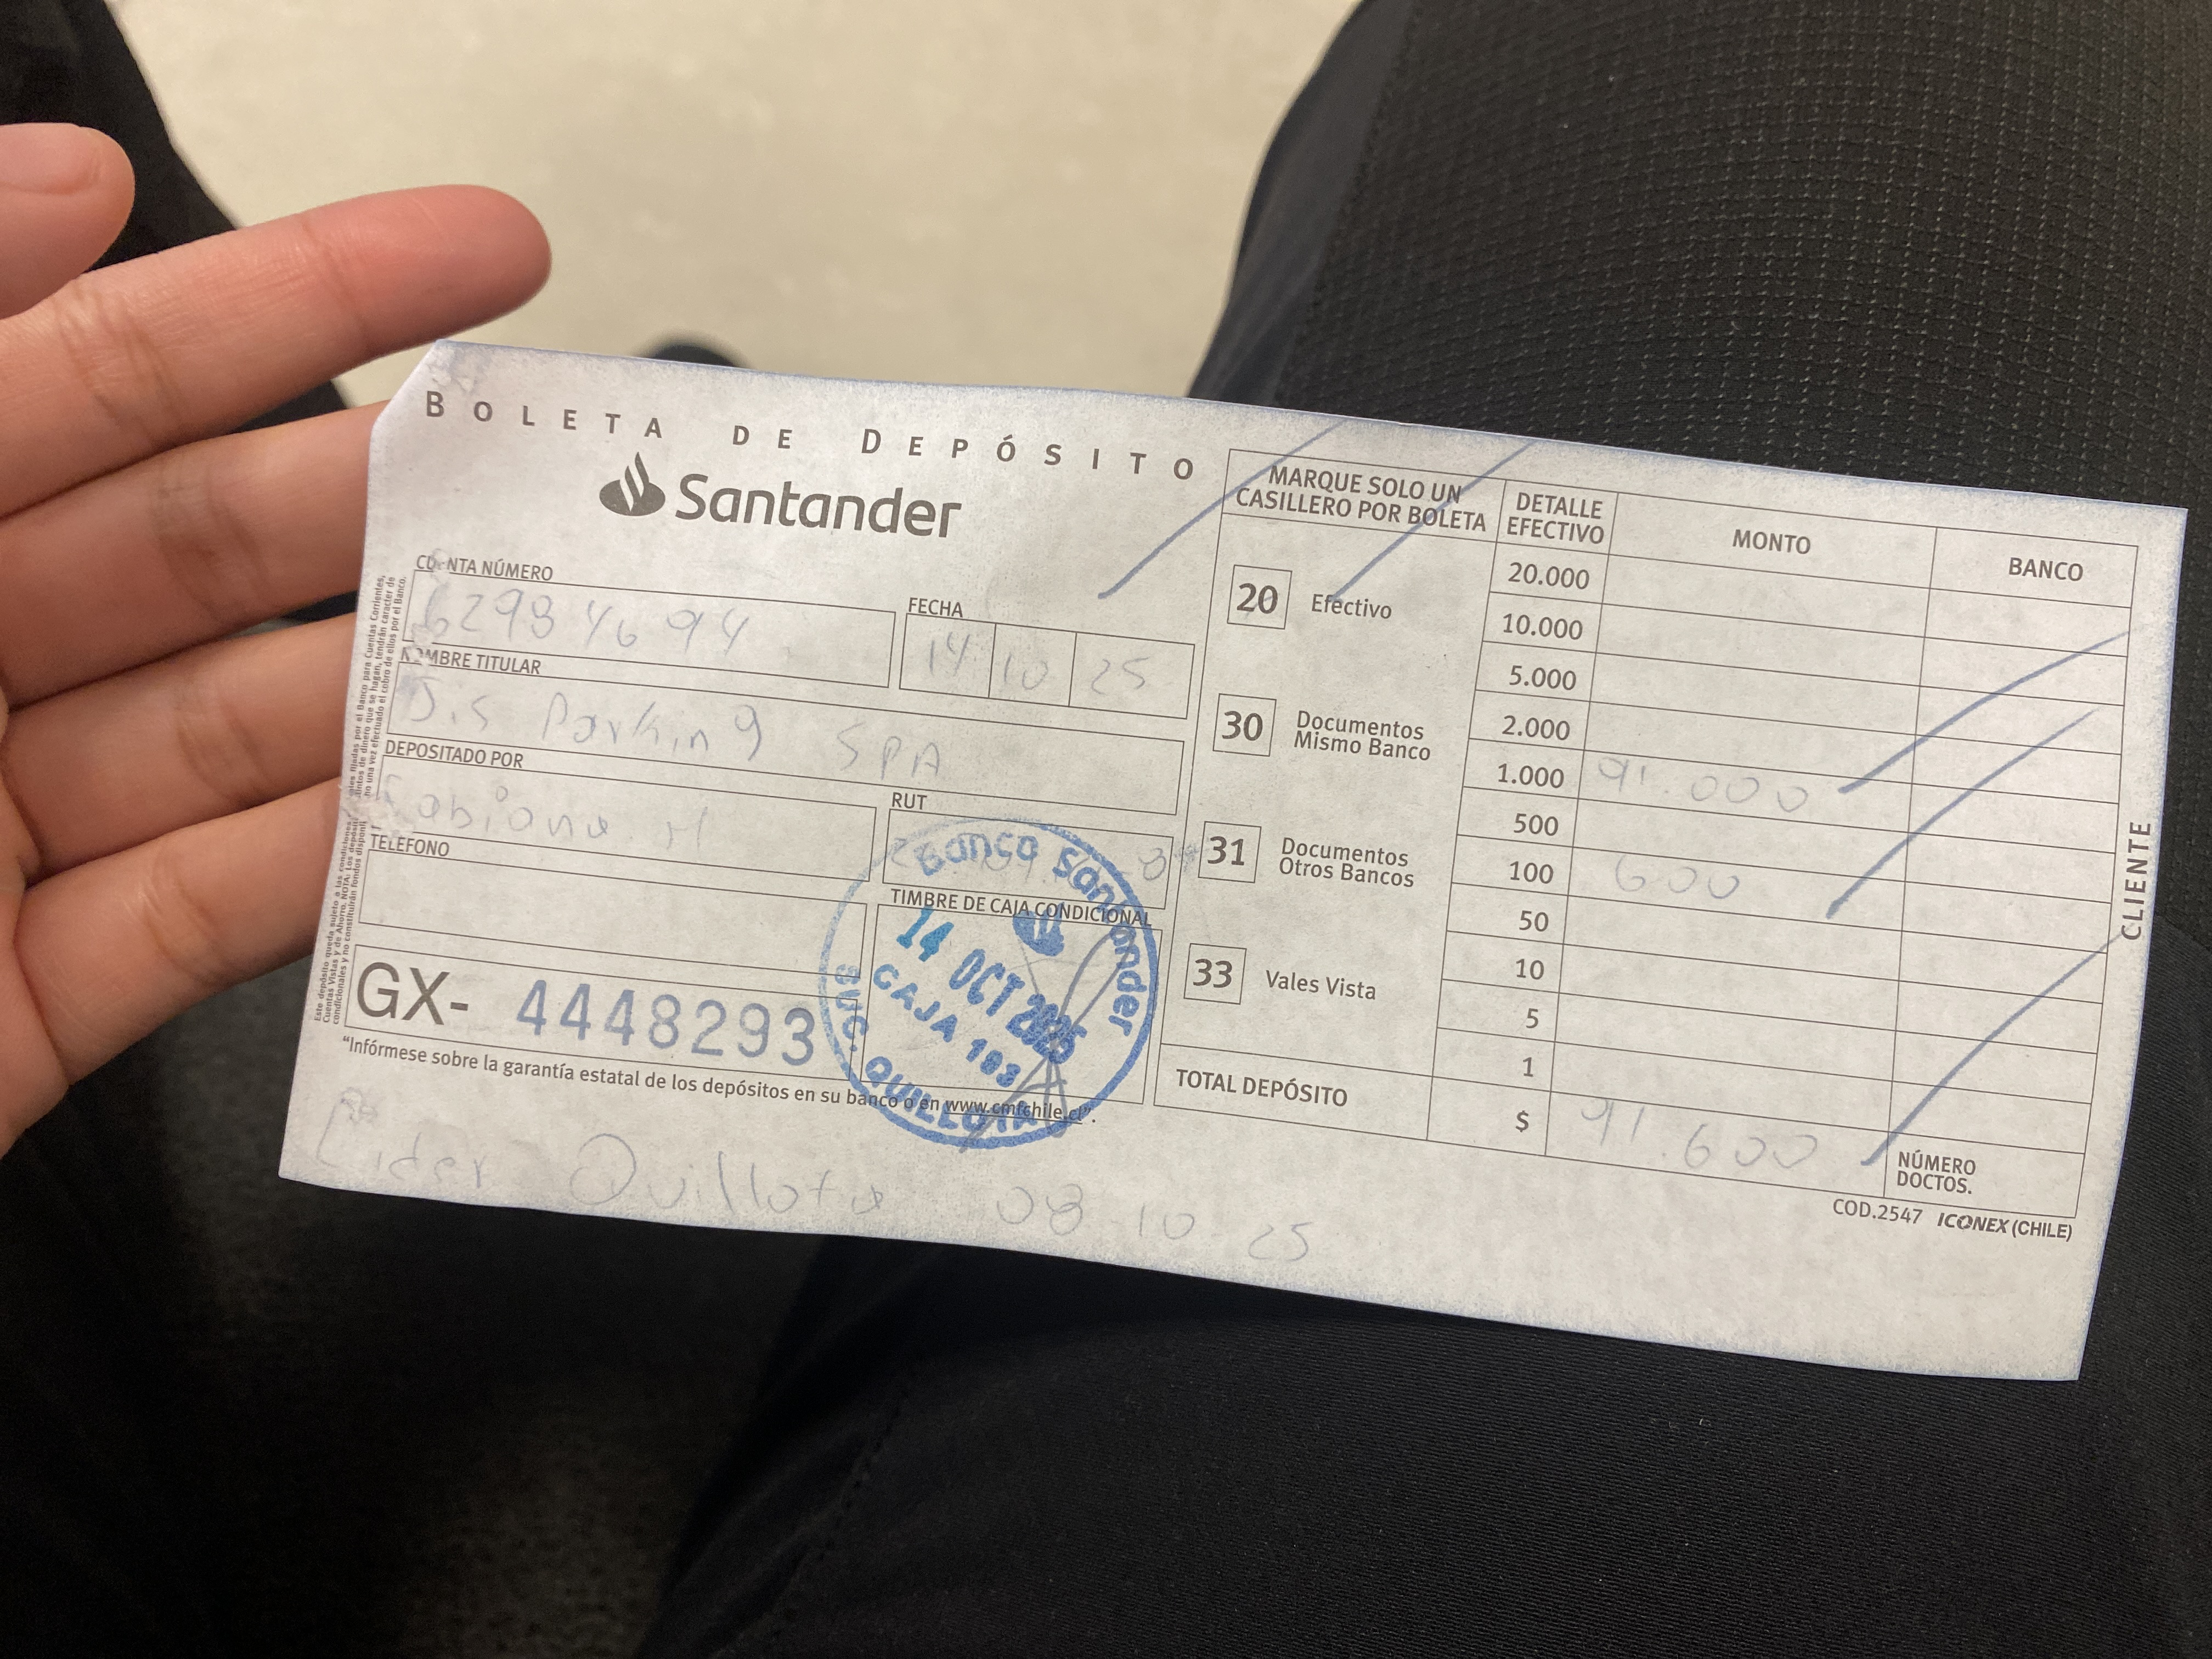 BOLETA DE DEPÓSITO
Santander
CUENTA NÚMERO
FECHA
14 10 25
NOMBRE TITULAR
J.S Parking SPA
DEPOSITADO POR
Fabiana H
RUT
TELÉFONO
TIMBRE DE CAJA CONDICIONAL
Banco Santander
14 OCT 2025
CAJA 193
SUC. QUILLOTA
GX- 4448293
"Infórmese sobre la garantía estatal de los depósitos en su banco o en www.cmfchile.cl".
Lider Quillota 08 10 25
MARQUE SOLO UN
CASILLERO POR BOLETA
20 Efectivo
30 Documentos
Mismo Banco
31 Documentos
Otros Bancos
33 Vales Vista
DETALLE
EFECTIVO
MONTO
BANCO
20.000
10.000
5.000
2.000
1.000 91.000
500
100 600
50
10
5
1
TOTAL DEPÓSITO $ 91.600
NÚMERO
DOCTOS.
COD.2547 ICONEX (CHILE)
CLIENTE